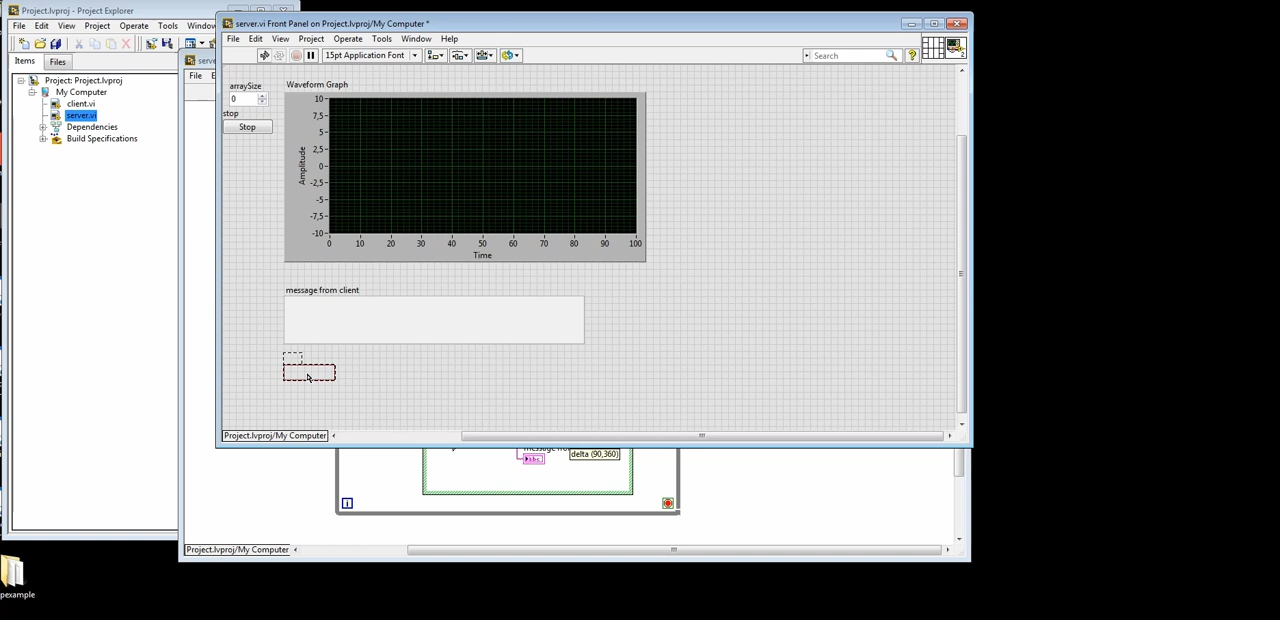 Project.lvproj - Project Explorer
File Edit View Project Operate Tools Window
Items Files
Project: Project.lvproj
My Computer
client.vi
server.vi
Dependencies
Build Specifications
File
server.vi Front Panel on Project.lvproj/My Computer *
File Edit View Project Operate Tools Window Help
15pt Application Font
Search
2
arraySize
0
stop
Stop
Waveform Graph
10
7,5
5
2,5
0
-2,5
-5
-7,5
-10
Amplitude
0 10 20 30 40 50 60 70 80 90 100
Time
message from client
Project.lvproj/My Computer
delta (90,360)
abc
i
Project.lvproj/My Computer
pexample